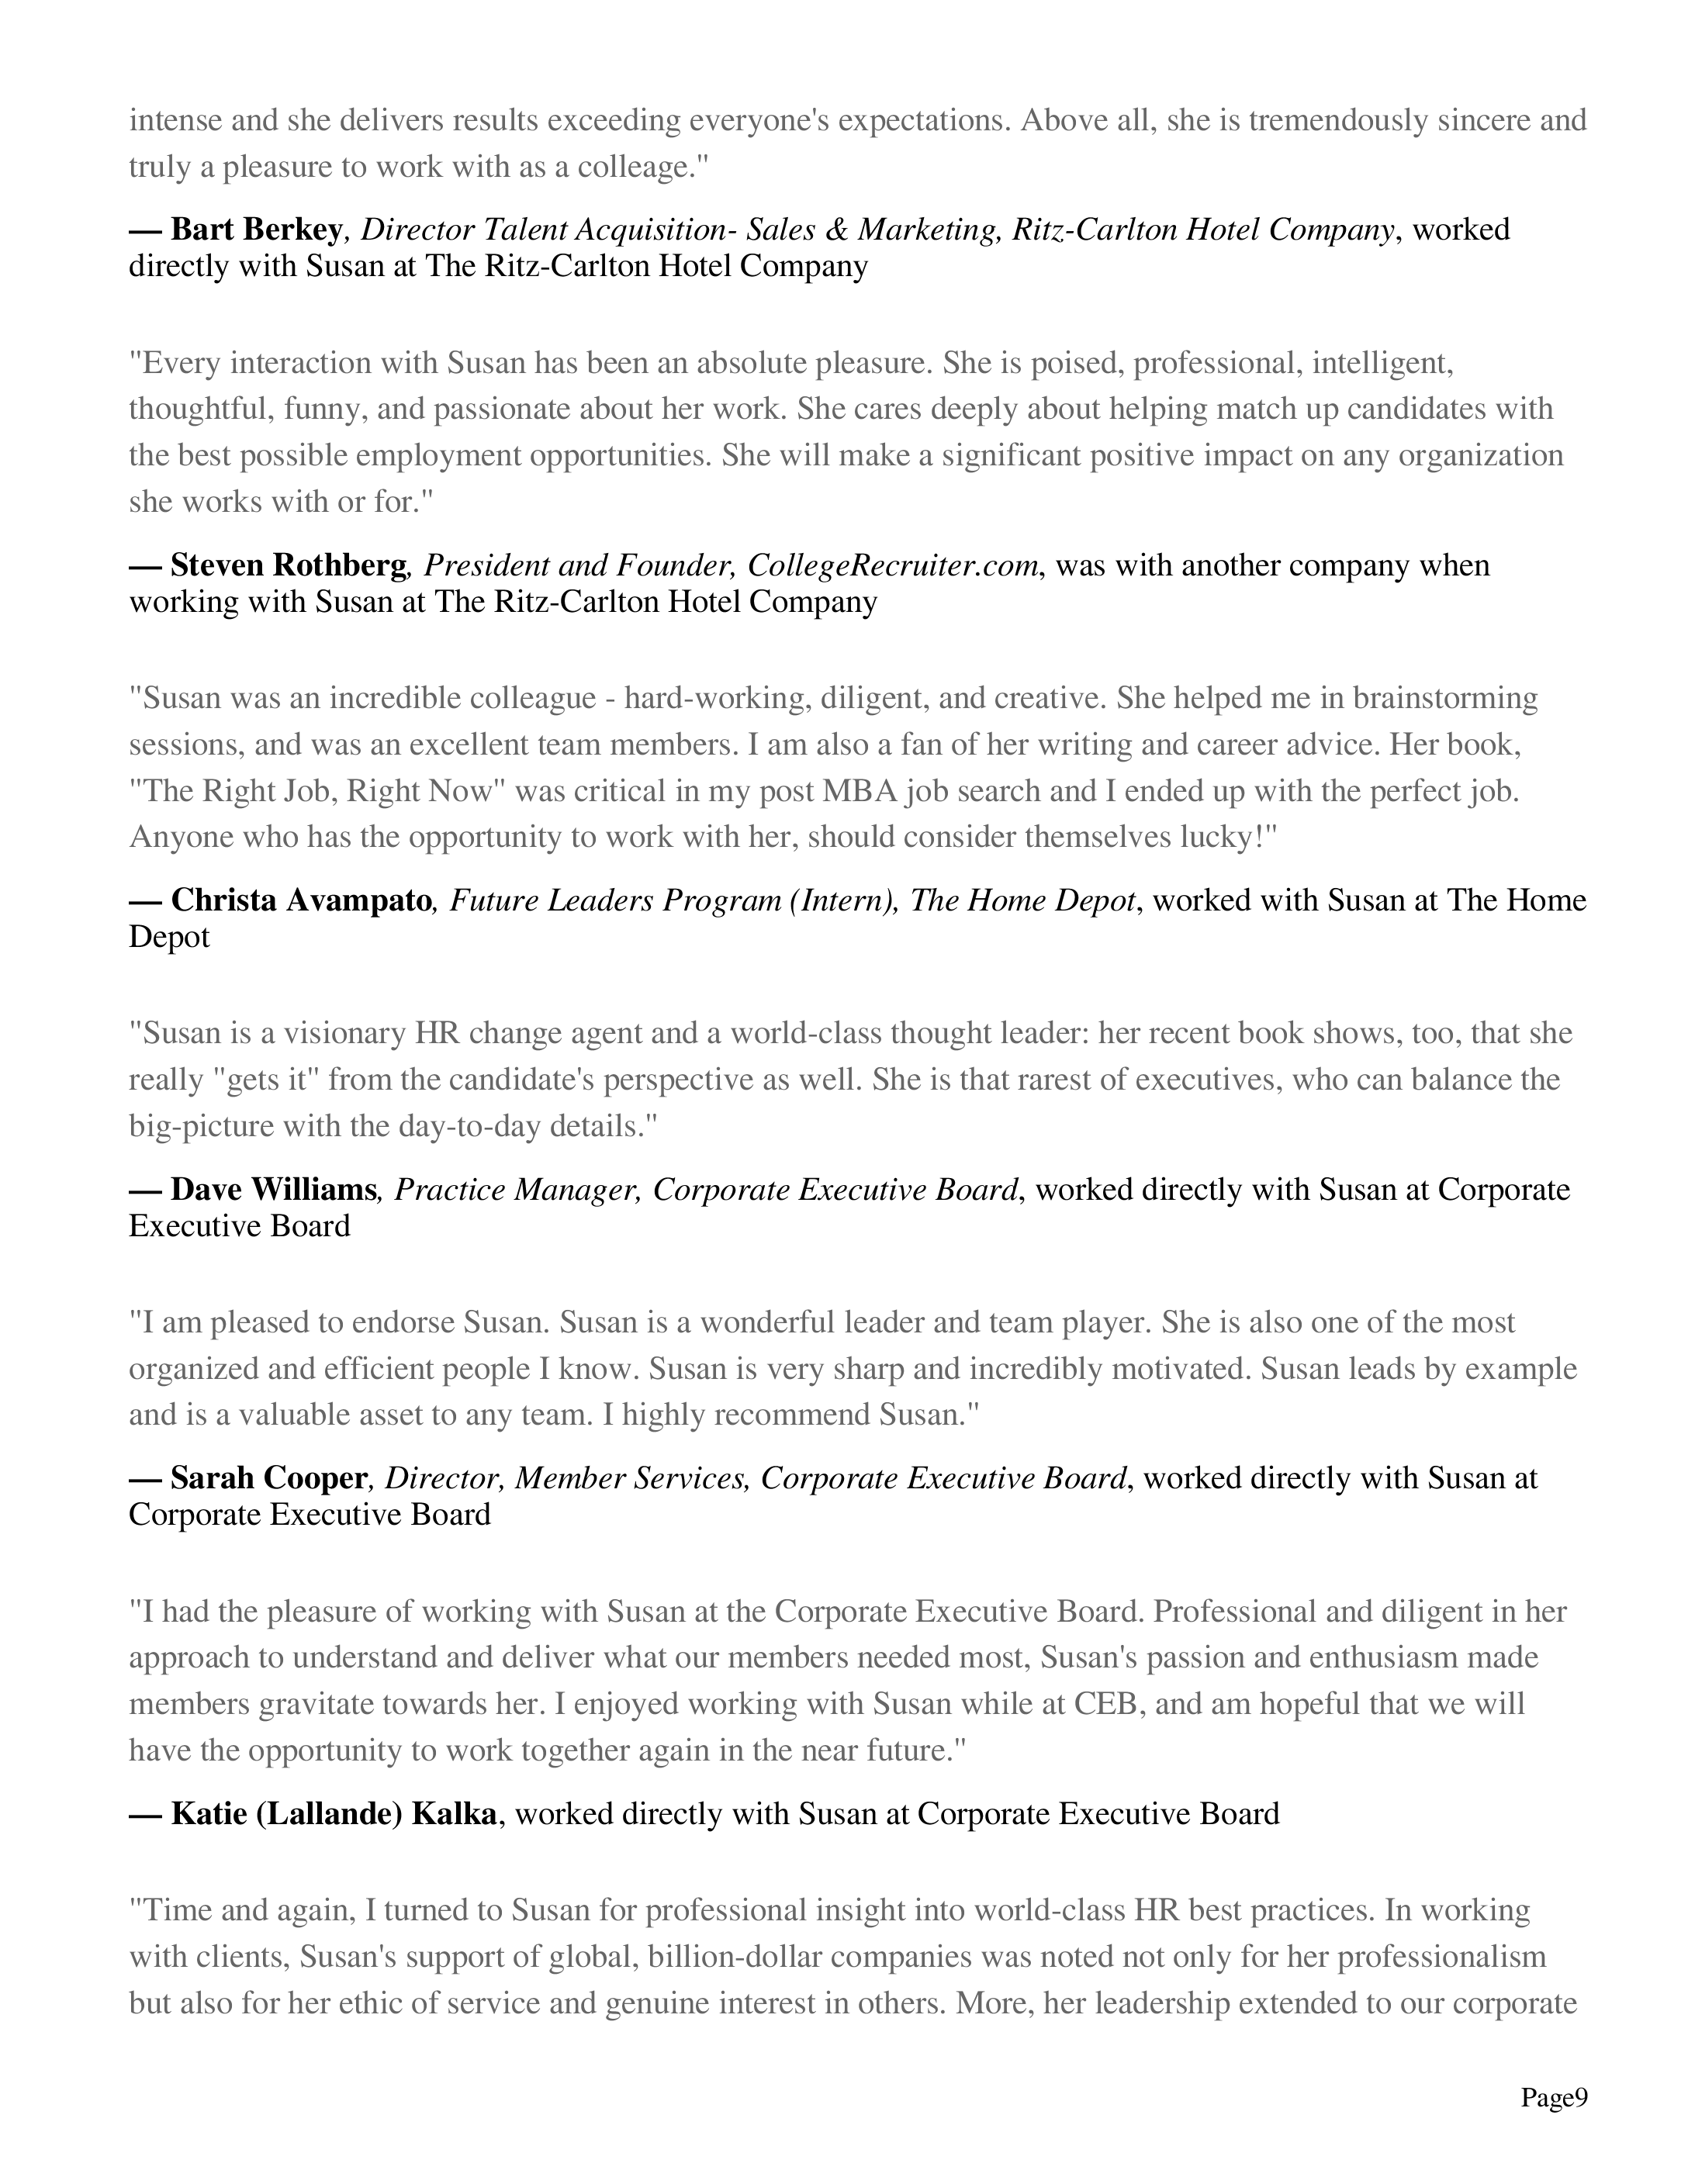 intense and she delivers results exceeding everyone's expectations. Above all, she is tremendously sincere and
truly a pleasure to work with as a colleage."
— Bart Berkey, Director Talent Acquisition- Sales & Marketing, Ritz-Carlton Hotel Company, worked
directly with Susan at The Ritz-Carlton Hotel Company
"Every interaction with Susan has been an absolute pleasure. She is poised, professional, intelligent,
thoughtful, funny, and passionate about her work. She cares deeply about helping match up candidates with
the best possible employment opportunities. She will make a significant positive impact on any organization
she works with or for."
— Steven Rothberg, President and Founder, CollegeRecruiter.com, was with another company when
working with Susan at The Ritz-Carlton Hotel Company
"Susan was an incredible colleague - hard-working, diligent, and creative. She helped me in brainstorming
sessions, and was an excellent team members. I am also a fan of her writing and career advice. Her book,
"The Right Job, Right Now" was critical in my post MBA job search and I ended up with the perfect job.
Anyone who has the opportunity to work with her, should consider themselves lucky!"
— Christa Avampato, Future Leaders Program (Intern), The Home Depot, worked with Susan at The Home
Depot
"Susan is a visionary HR change agent and a world-class thought leader: her recent book shows, too, that she
really "gets it" from the candidate's perspective as well. She is that rarest of executives, who can balance the
big-picture with the day-to-day details."
— Dave Williams, Practice Manager, Corporate Executive Board, worked directly with Susan at Corporate
Executive Board
"I am pleased to endorse Susan. Susan is a wonderful leader and team player. She is also one of the most
organized and efficient people I know. Susan is very sharp and incredibly motivated. Susan leads by example
and is a valuable asset to any team. I highly recommend Susan."
— Sarah Cooper, Director, Member Services, Corporate Executive Board, worked directly with Susan at
Corporate Executive Board
"I had the pleasure of working with Susan at the Corporate Executive Board. Professional and diligent in her
approach to understand and deliver what our members needed most, Susan's passion and enthusiasm made
members gravitate towards her. I enjoyed working with Susan while at CEB, and am hopeful that we will
have the opportunity to work together again in the near future."
— Katie (Lallande) Kalka, worked directly with Susan at Corporate Executive Board
"Time and again, I turned to Susan for professional insight into world-class HR best practices. In working
with clients, Susan's support of global, billion-dollar companies was noted not only for her professionalism
but also for her ethic of service and genuine interest in others. More, her leadership extended to our corporate
Page9